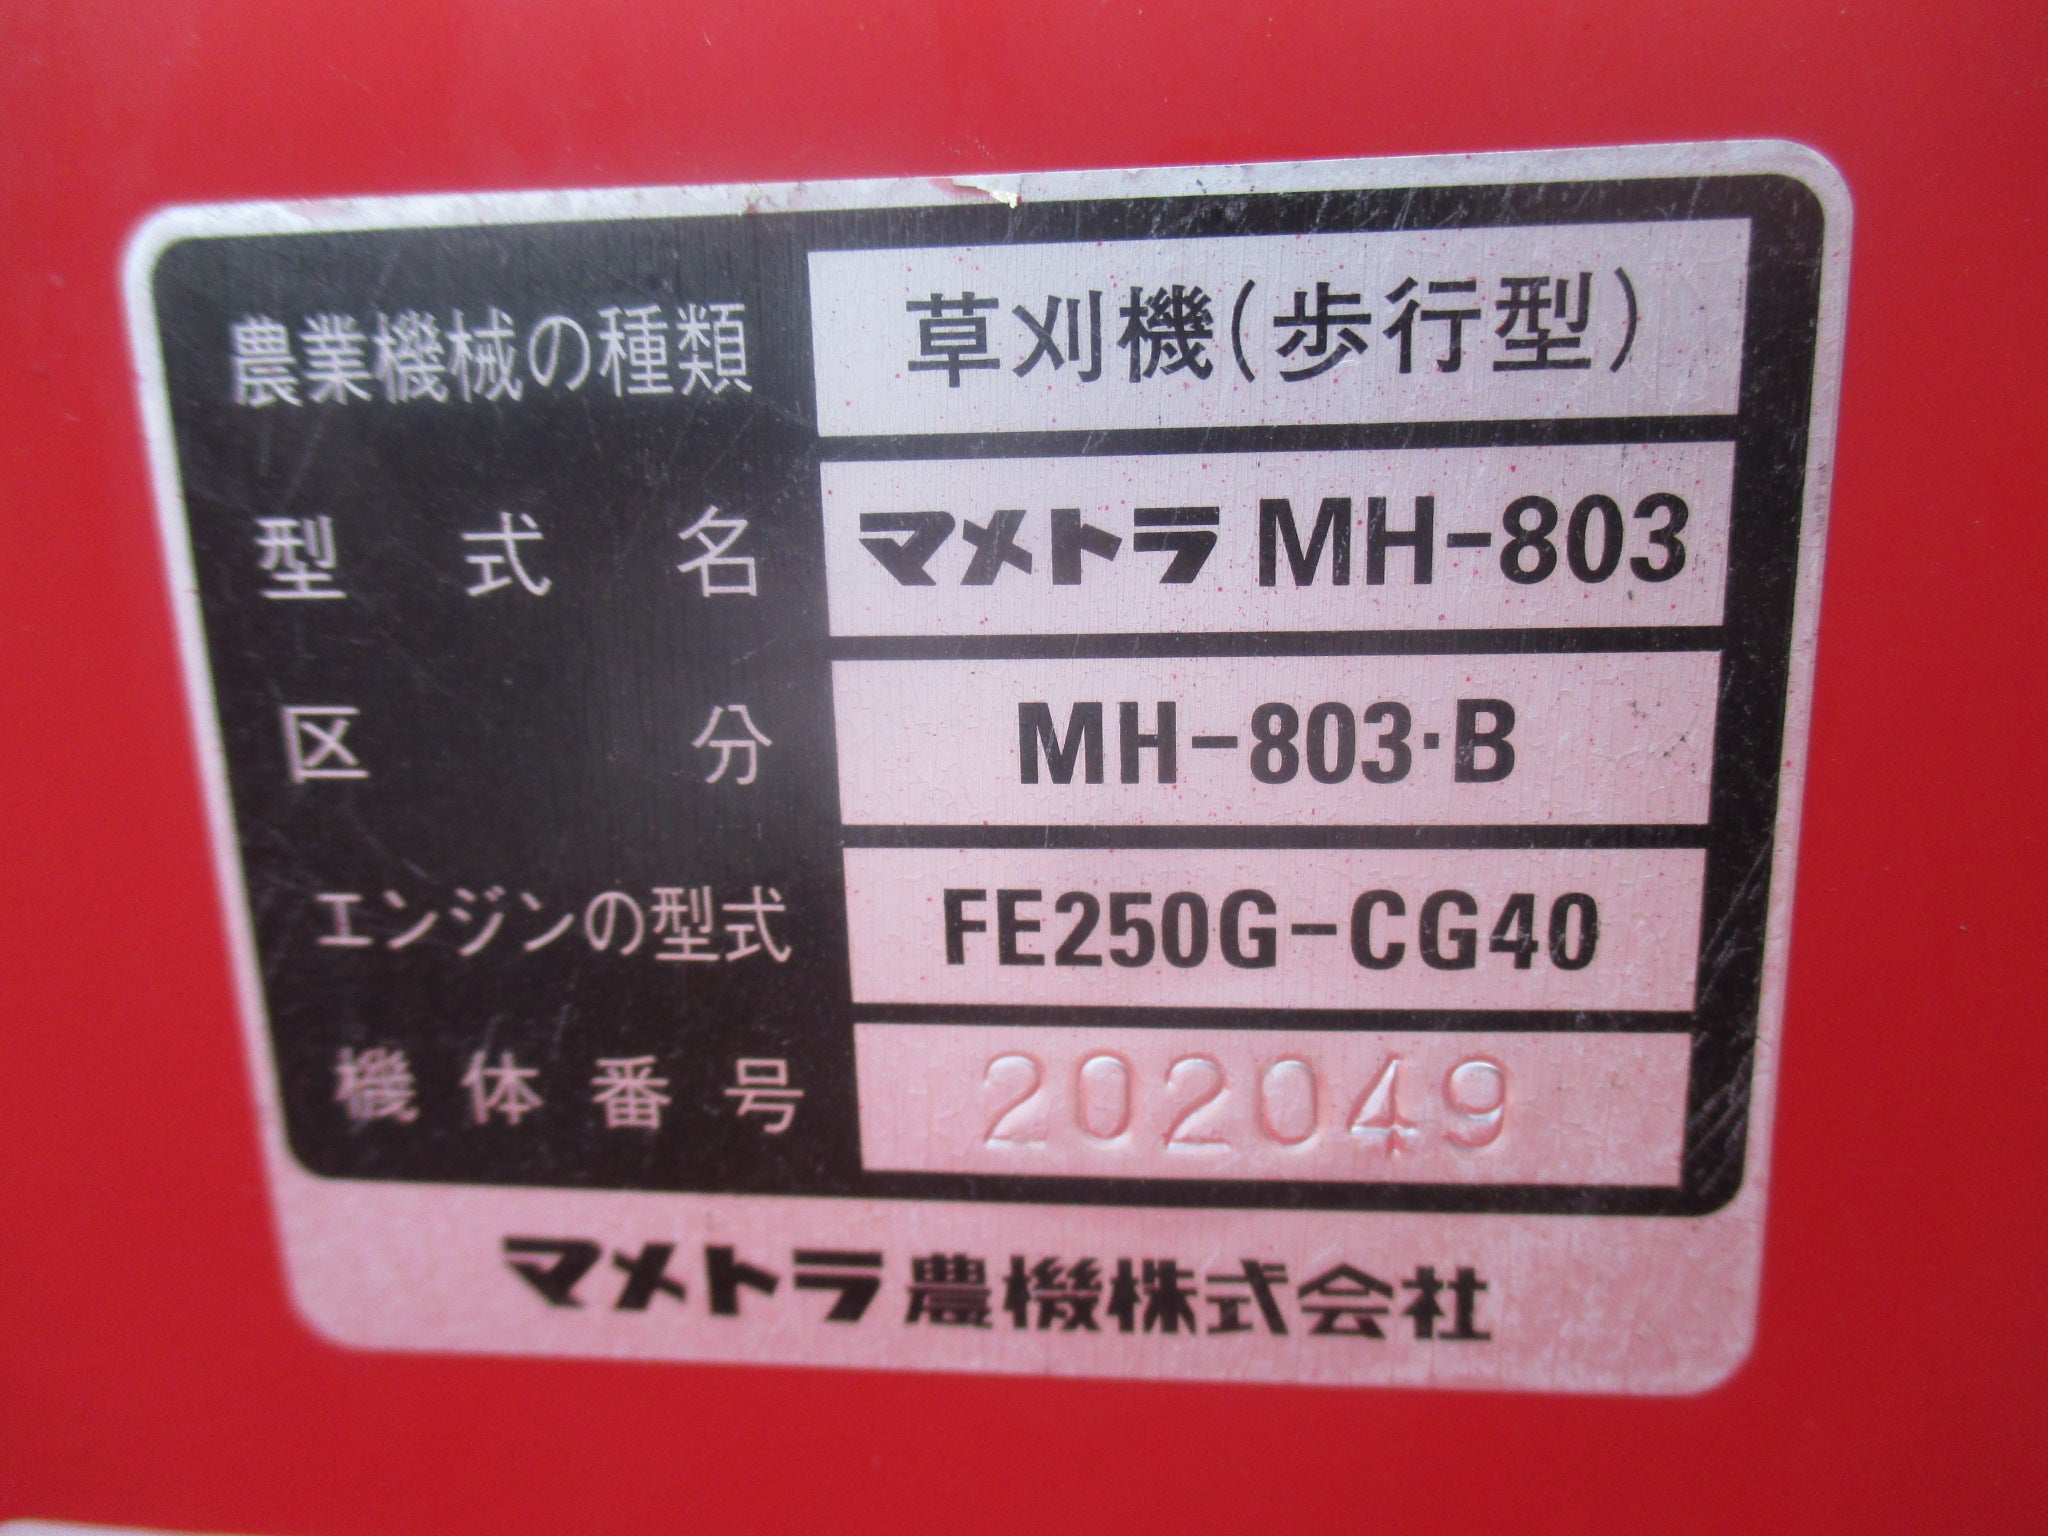 農業機械の種類 草刈機(歩行型)
型式名 マメトラ MH-803
区分 MH-803·B
エンジンの型式 FE250G-CG40
機体番号 202049
マメトラ農機株式会社